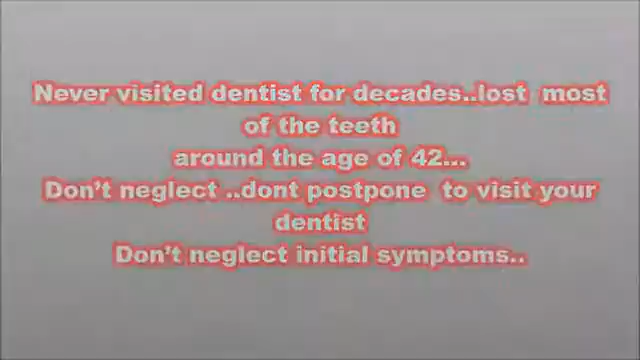 Never visited dentist for decades..lost  most
of the teeth
around the age of 42...
Don’t neglect ..dont postpone  to visit your
dentist
Don’t neglect initial symptoms..